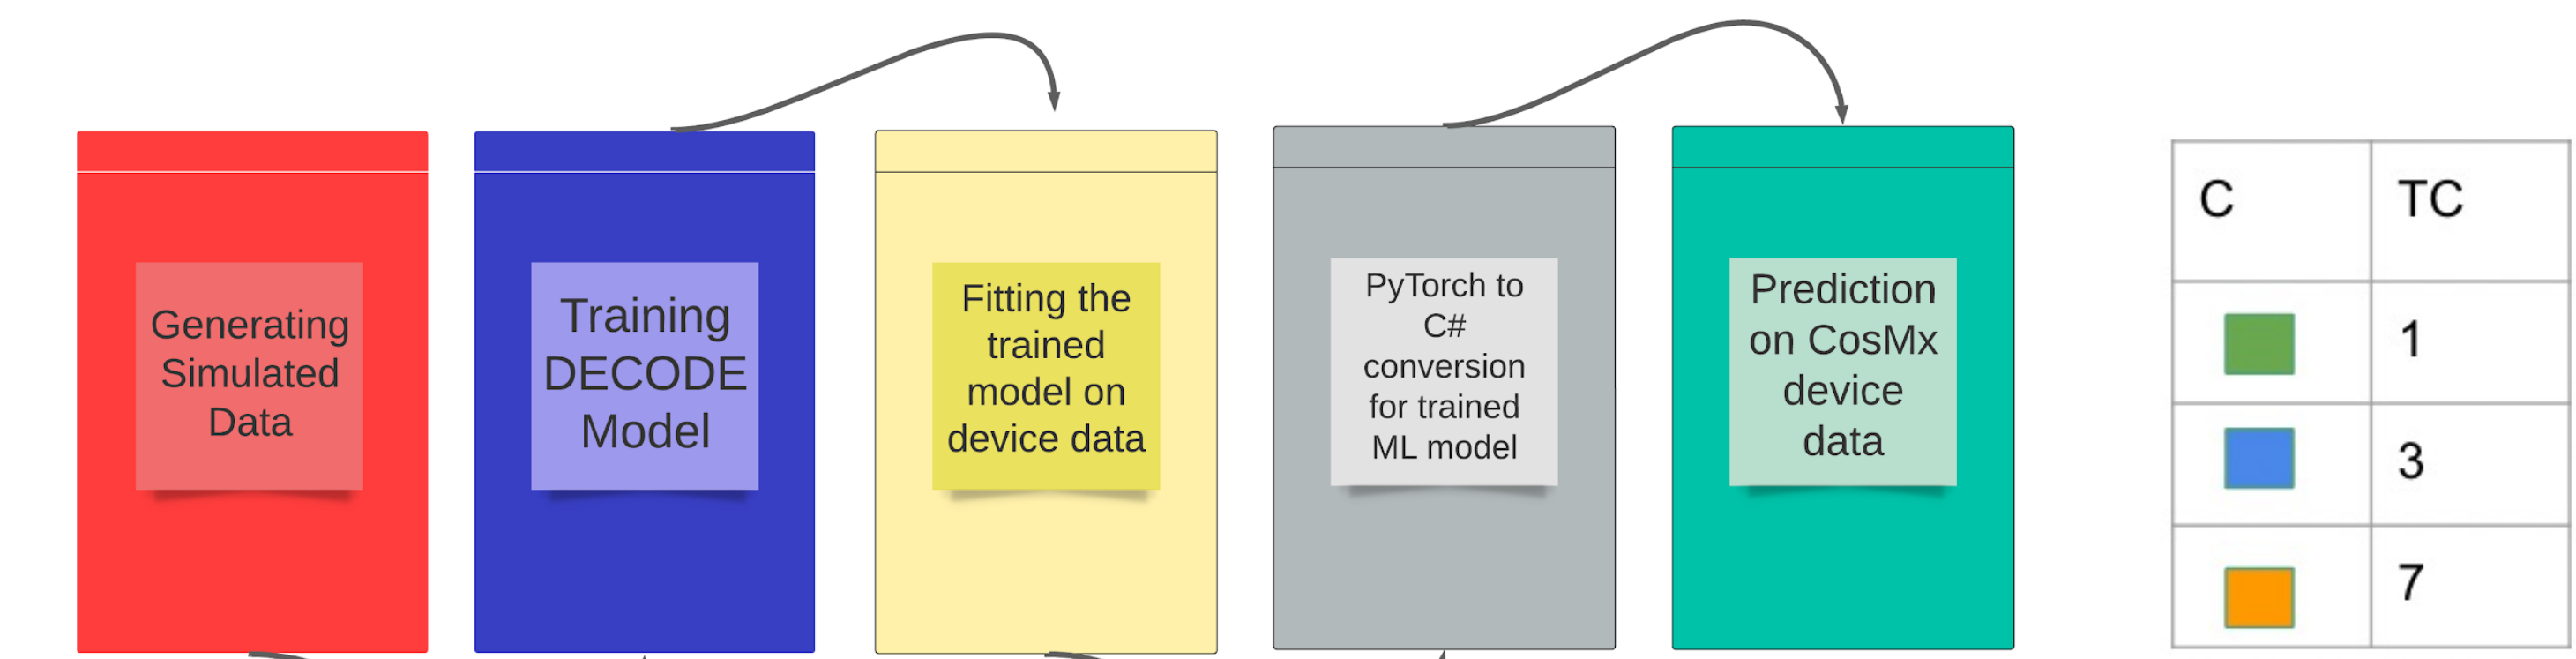 Generating
Simulated
Data
Training
DECODE
Model
Fitting the
trained
model on
device data
PyTorch to
C#
conversion
for trained
ML model
Prediction
on CosMx
device
data
C TC
1
3
7